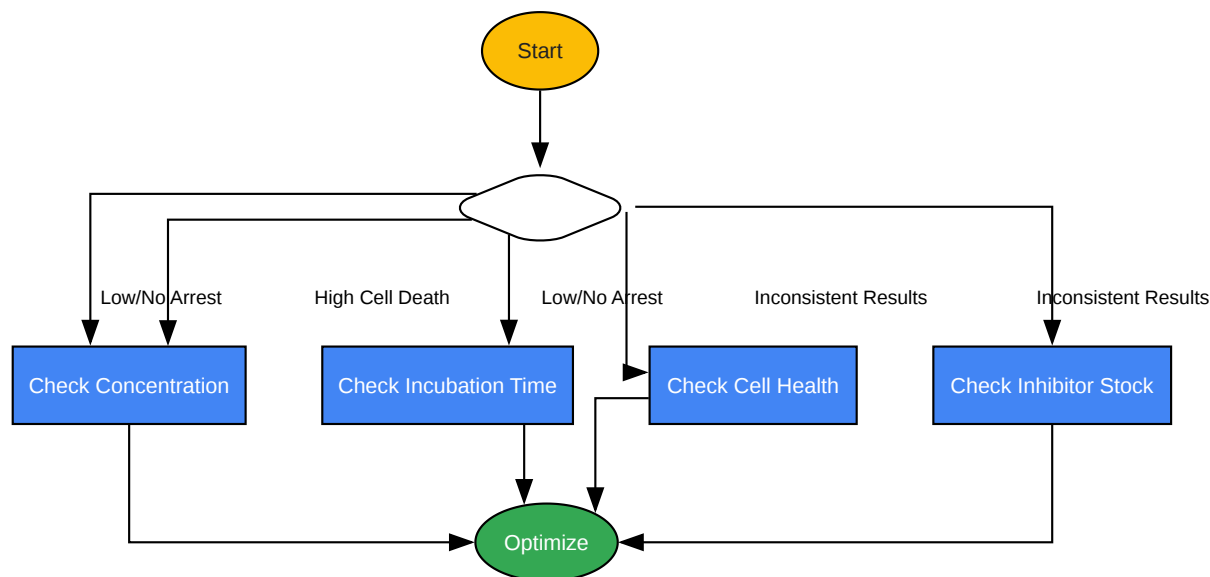 Start
Low/No Arrest
High Cell Death
Low/No Arrest
Inconsistent Results
Inconsistent Results
Check Concentration
Check Incubation Time
Check Cell Health
Check Inhibitor Stock
Optimize